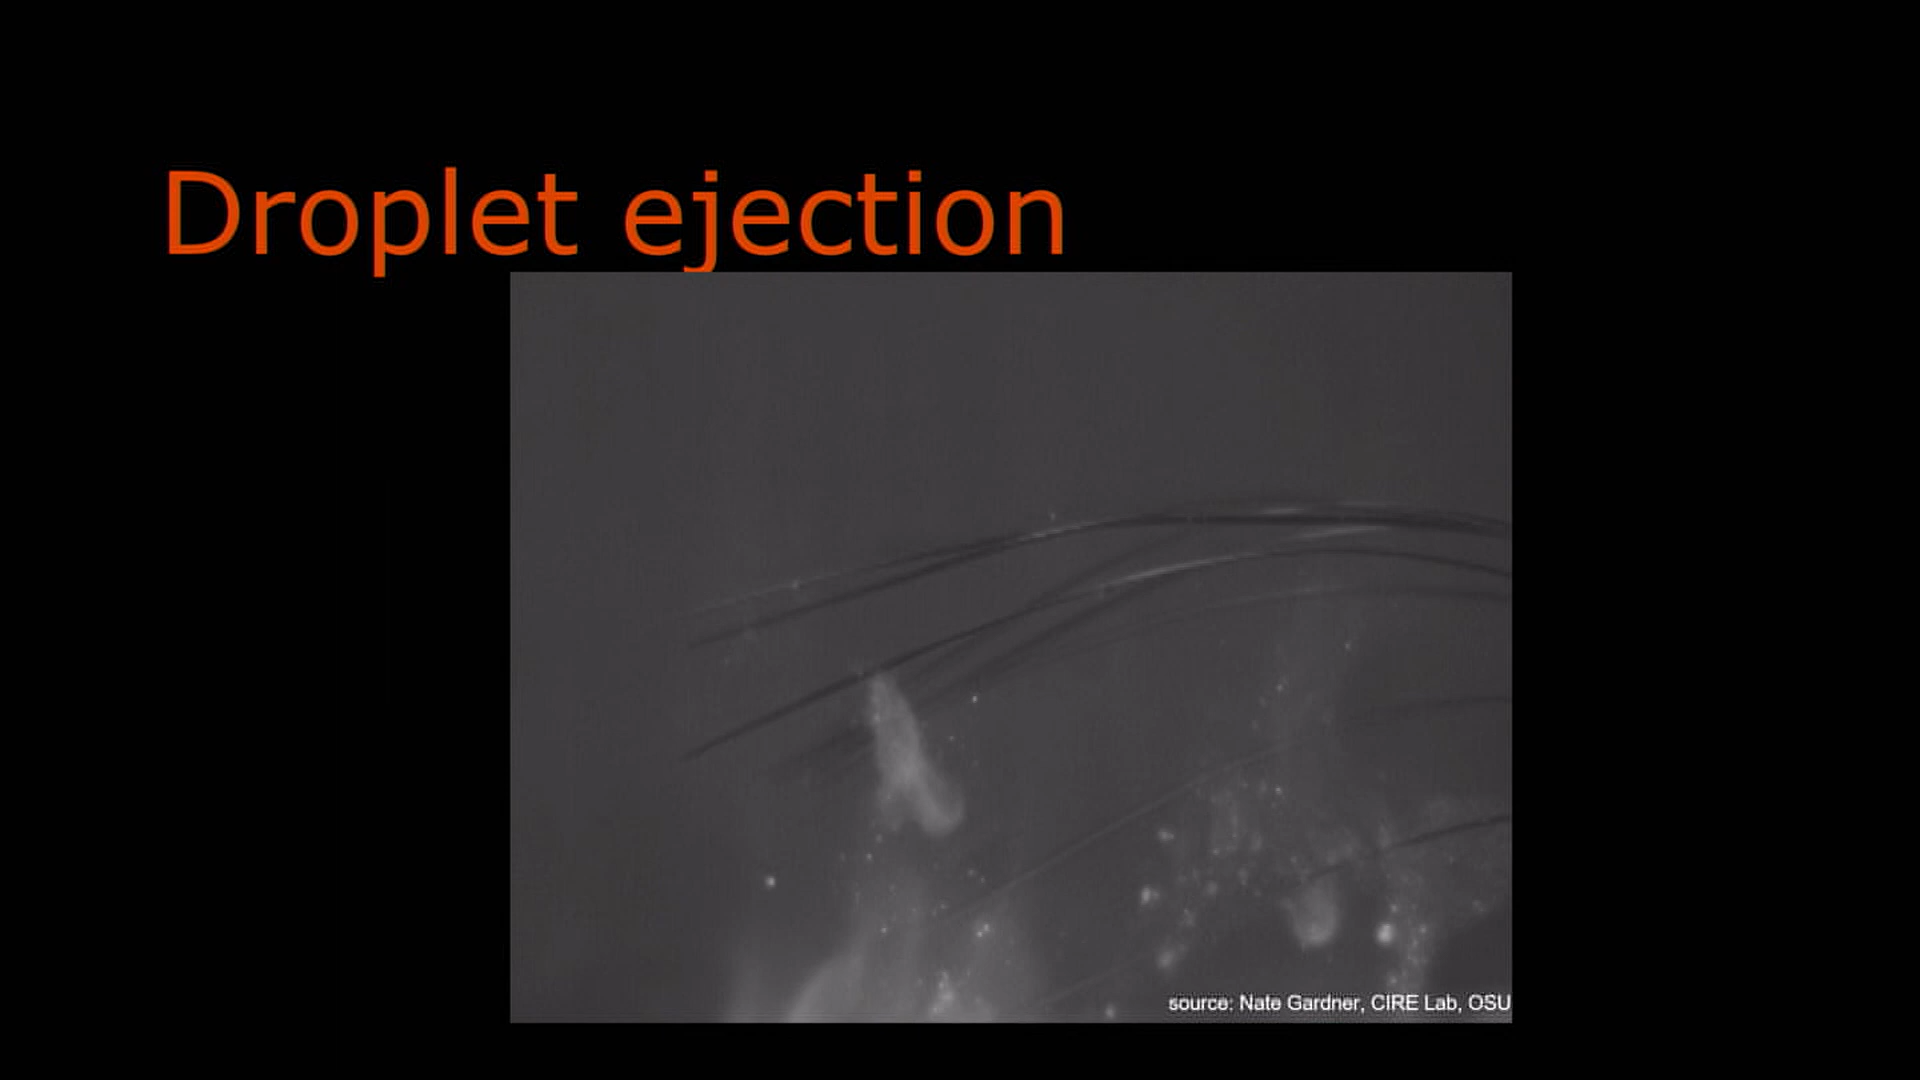 Droplet ejection
source: Nate Gardner, CIRE Lab, OSU